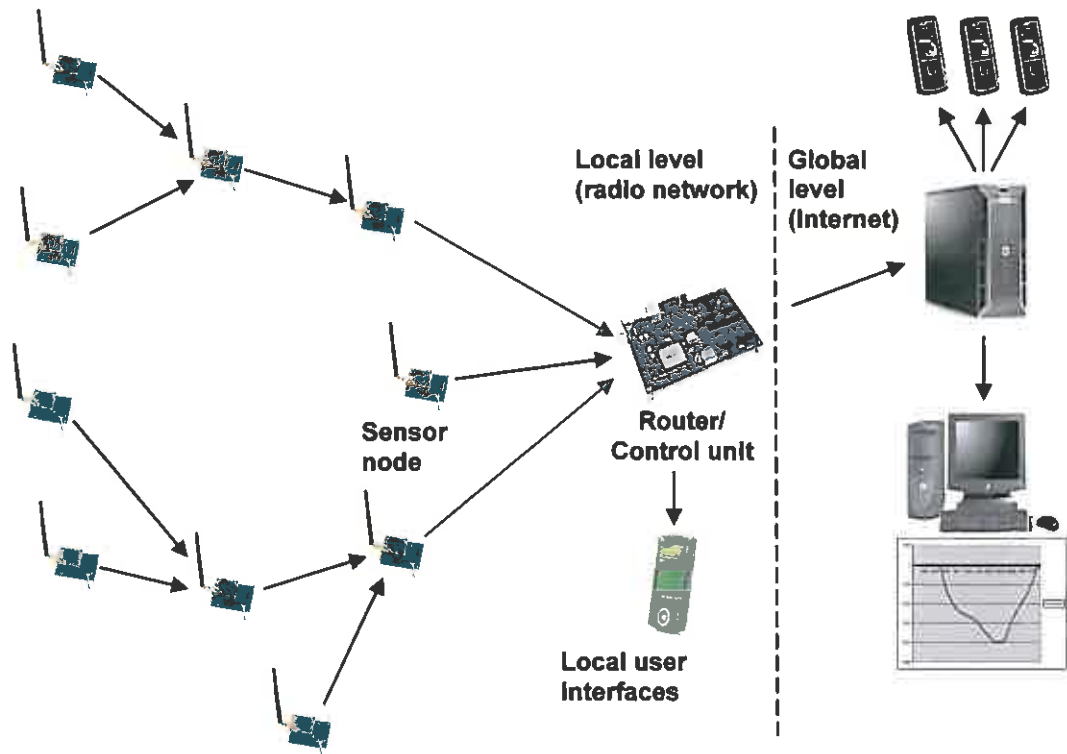 Local level
(radio network)
Global
level
(Internet)
Sensor
node
Router/
Control unit
Local user
interfaces